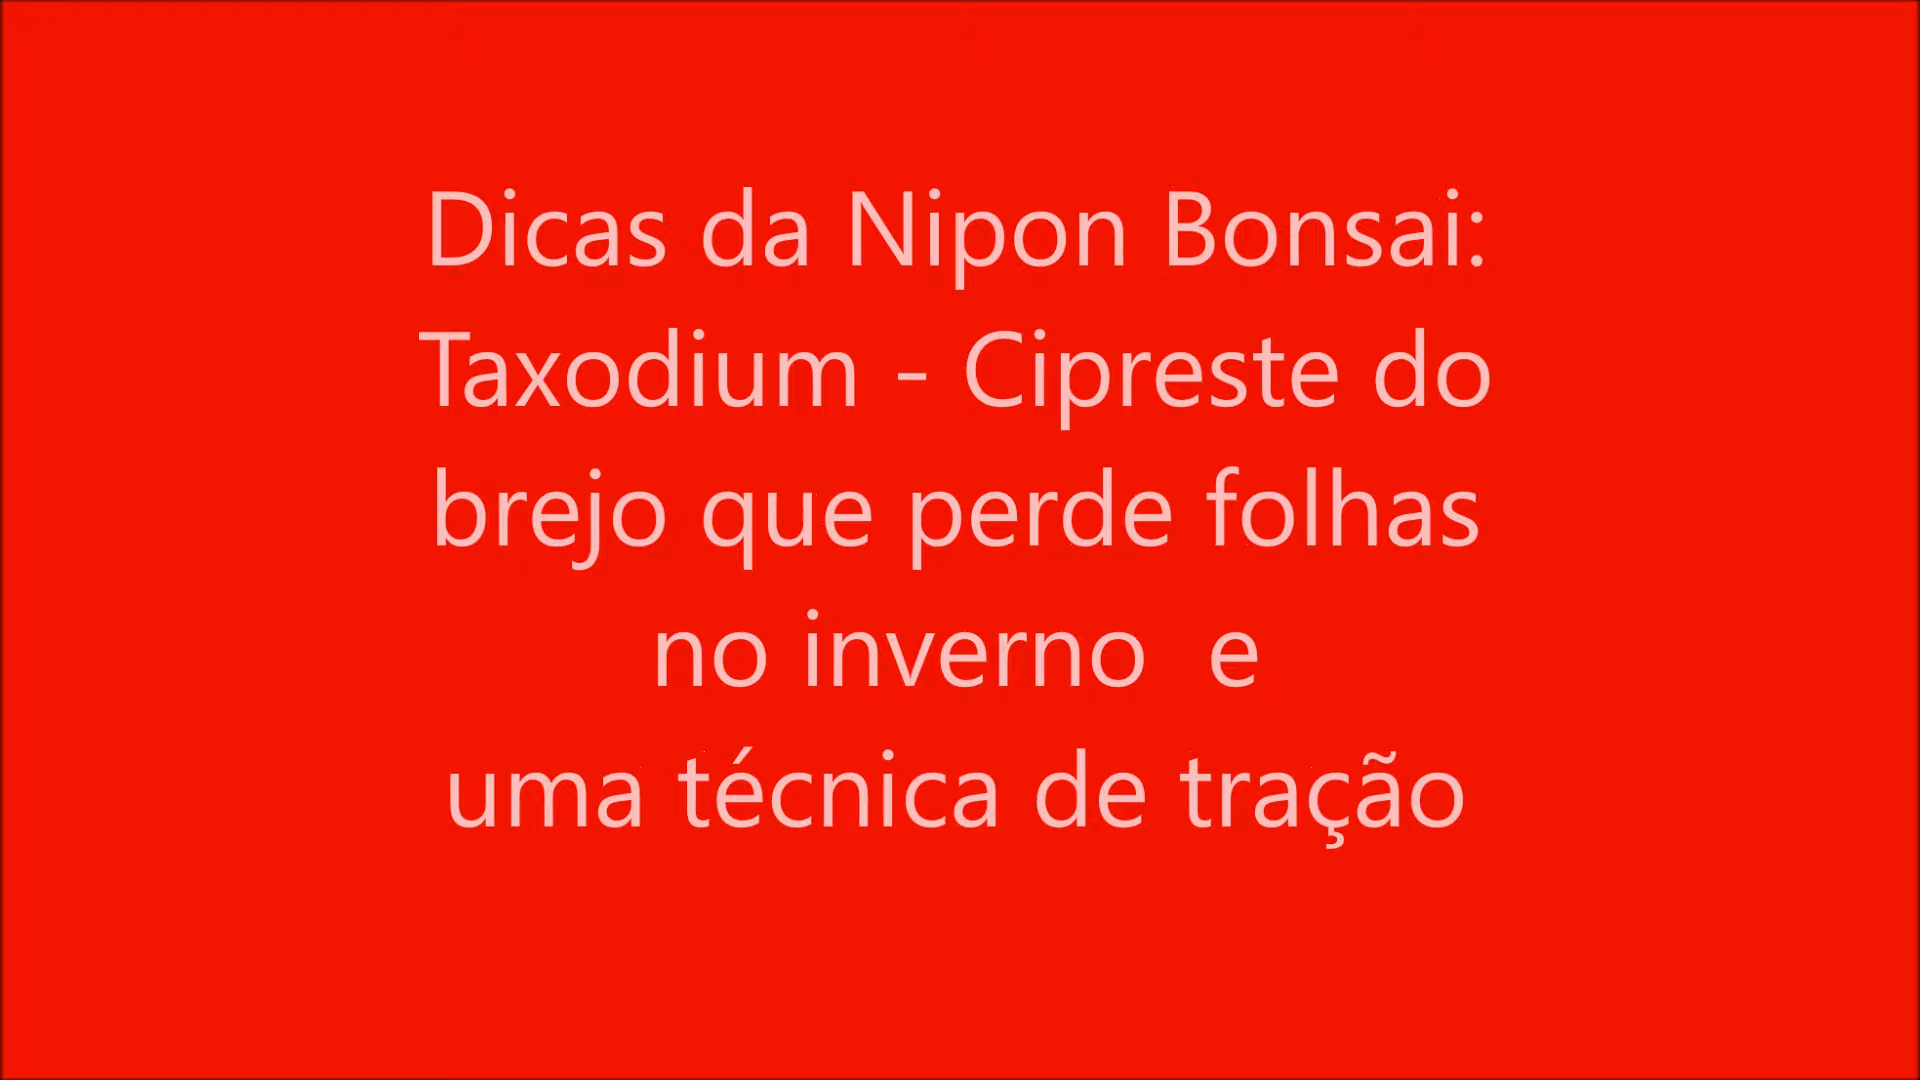 Dicas da Nipon Bonsai:
Taxodium - Cipreste do
brejo que perde folhas
no inverno  e
uma técnica de tração